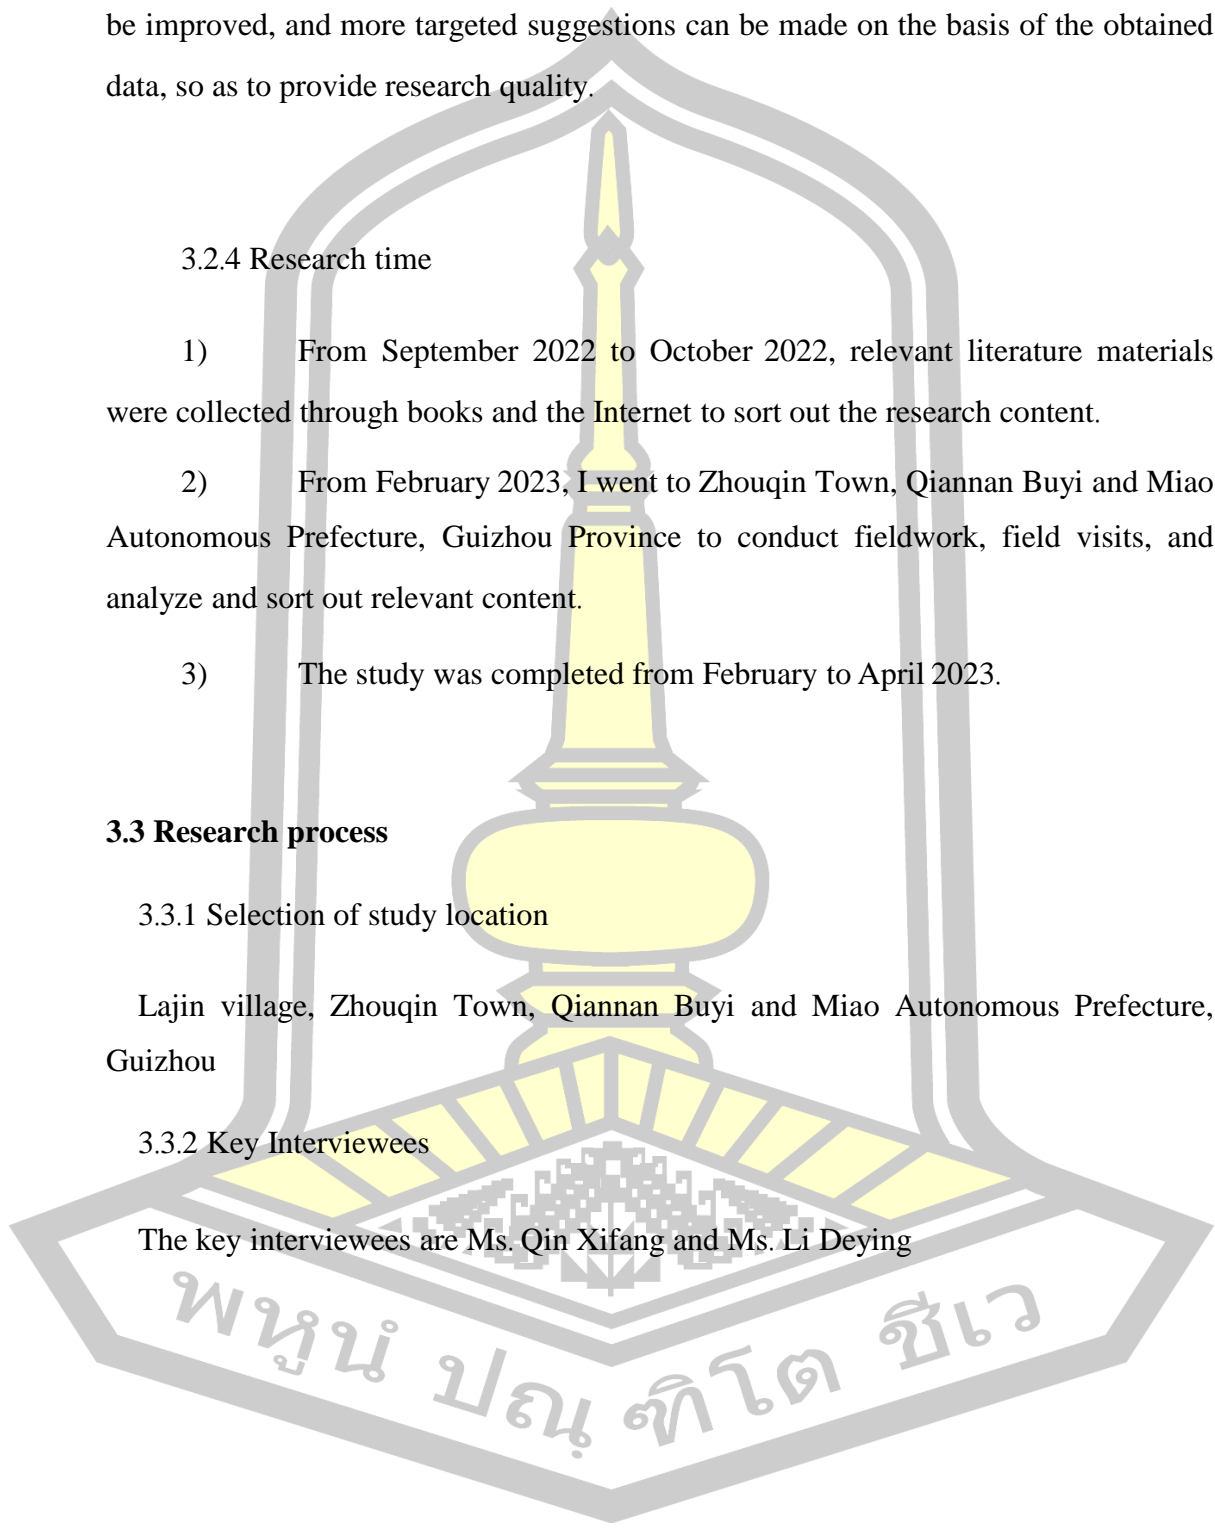 be improved, and more targeted suggestions can be made on the basis of the obtained
data, so as to provide research quality.
3.2.4 Research time
1) From September 2022 to October 2022, relevant literature materials
were collected through books and the Internet to sort out the research content.
2) From February 2023, I went to Zhouqin Town, Qiannan Buyi and Miao
Autonomous Prefecture, Guizhou Province to conduct fieldwork, field visits, and
analyze and sort out relevant content.
3) The study was completed from February to April 2023.
3.3 Research process
3.3.1 Selection of study location
Lajin village, Zhouqin Town, Qiannan Buyi and Miao Autonomous Prefecture,
Guizhou
3.3.2 Key Interviewees
The key interviewees are Ms. Qin Xifang and Ms. Li Deying
พหูนํ ปณฺฑิโต ชีเว